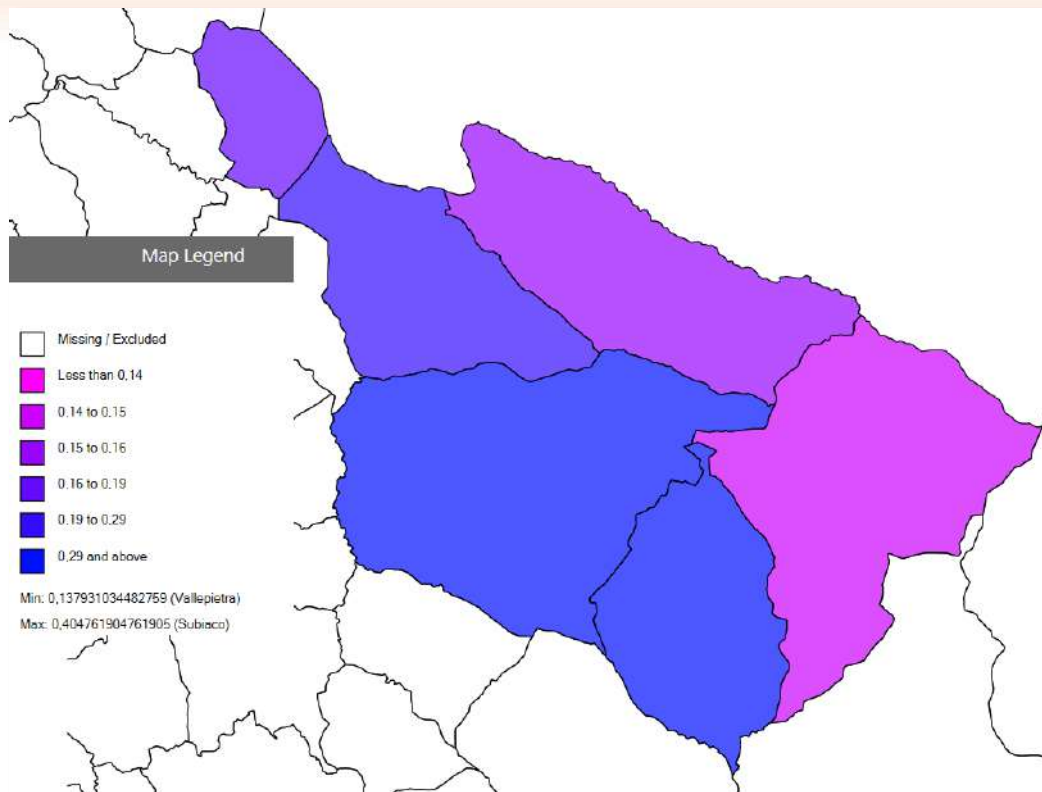 Map Legend
Missing / Excluded
Less than 0,14
0.14 to 0.15
0.15 to 0.16
0.16 to 0.19
0.19 to 0.29
0,29 and above
Min: 0,137931034482759 (Vallepietra)
Max: 0,404761904761905 (Subiaco)